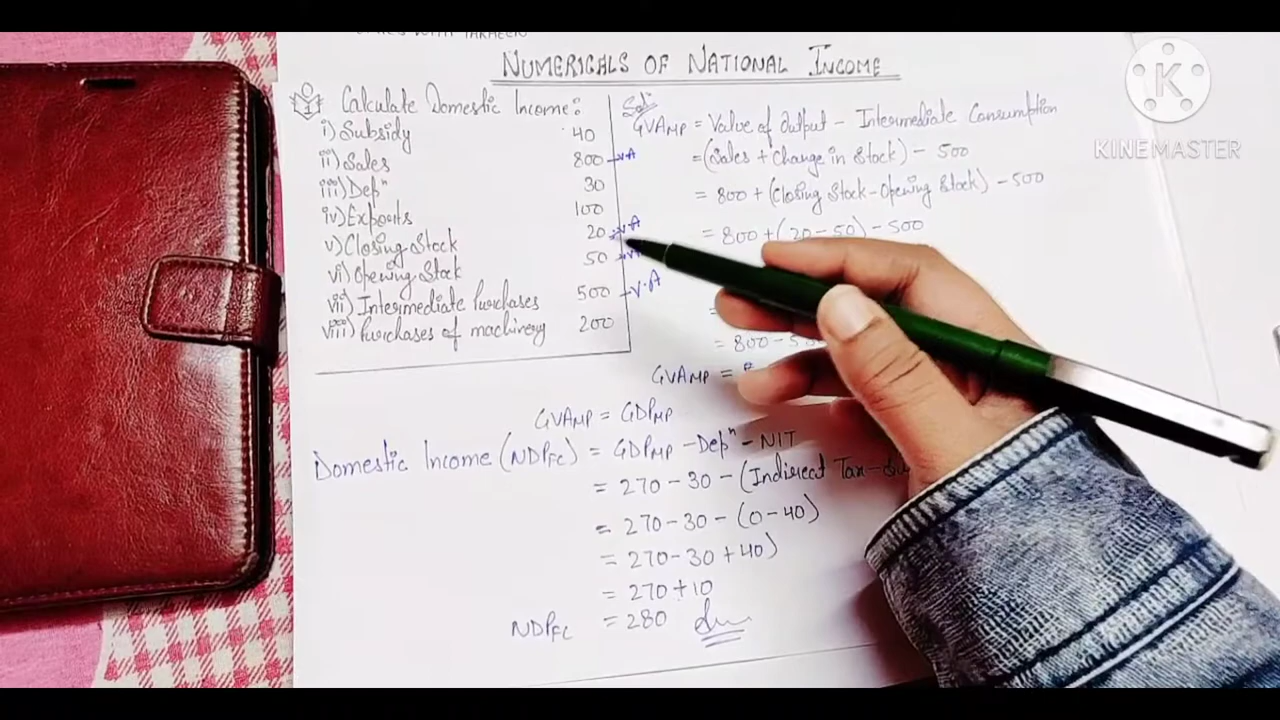 NUMERICALS OF NATIONAL INCOME
Calculate Domestic Income:
i) Subsidy 40
ii) Sales 800 V.A
iii) Depn 30
iv) Exports 100
v) Closing Stock 20 V.A
vi) Opening Stock 50
vii) Intermediate Purchases 500 V.A
viii) Purchases of machinery 200
Soln
GVAMP = Value of Output - Intermediate Consumption
= (Sales + Change in Stock) - 500
= 800 + (Closing Stock - Opening Stock) - 500
= 800 + (20 - 50) - 500
=
= 800 - 
GVAMP =
GVAMP = GDPMP
Domestic Income (NDPFC) = GDPMP - Depn - NIT
= 270 - 30 - (Indirect Tax -
= 270 - 30 - (0 - 40)
= 270 - 30 + 40)
= 270 + 10
NDPFC = 280
K
KINEMASTER